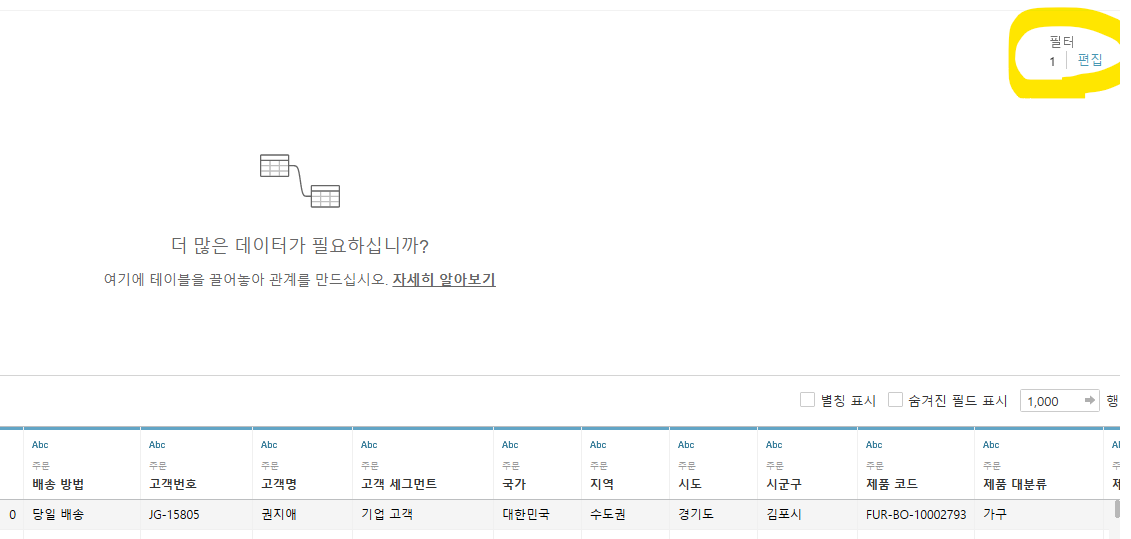 필터
1 편집
더 많은 데이터가 필요하십니까?
여기에 테이블을 끌어놓아 관계를 만드십시오. 자세히 알아보기
별칭 표시 숨겨진 필드 표시 1,000 행
Abc Abc Abc Abc Abc Abc Abc Abc Abc Abc
주문 주문 주문 주문 주문 주문 주문 주문 주문 주문
배송 방법 고객번호 고객명 고객 세그먼트 국가 지역 시도 시군구 제품 코드 제품 대분류
0 당일 배송 JG-15805 권지애 기업 고객 대한민국 수도권 경기도 김포시 FUR-BO-10002793 가구